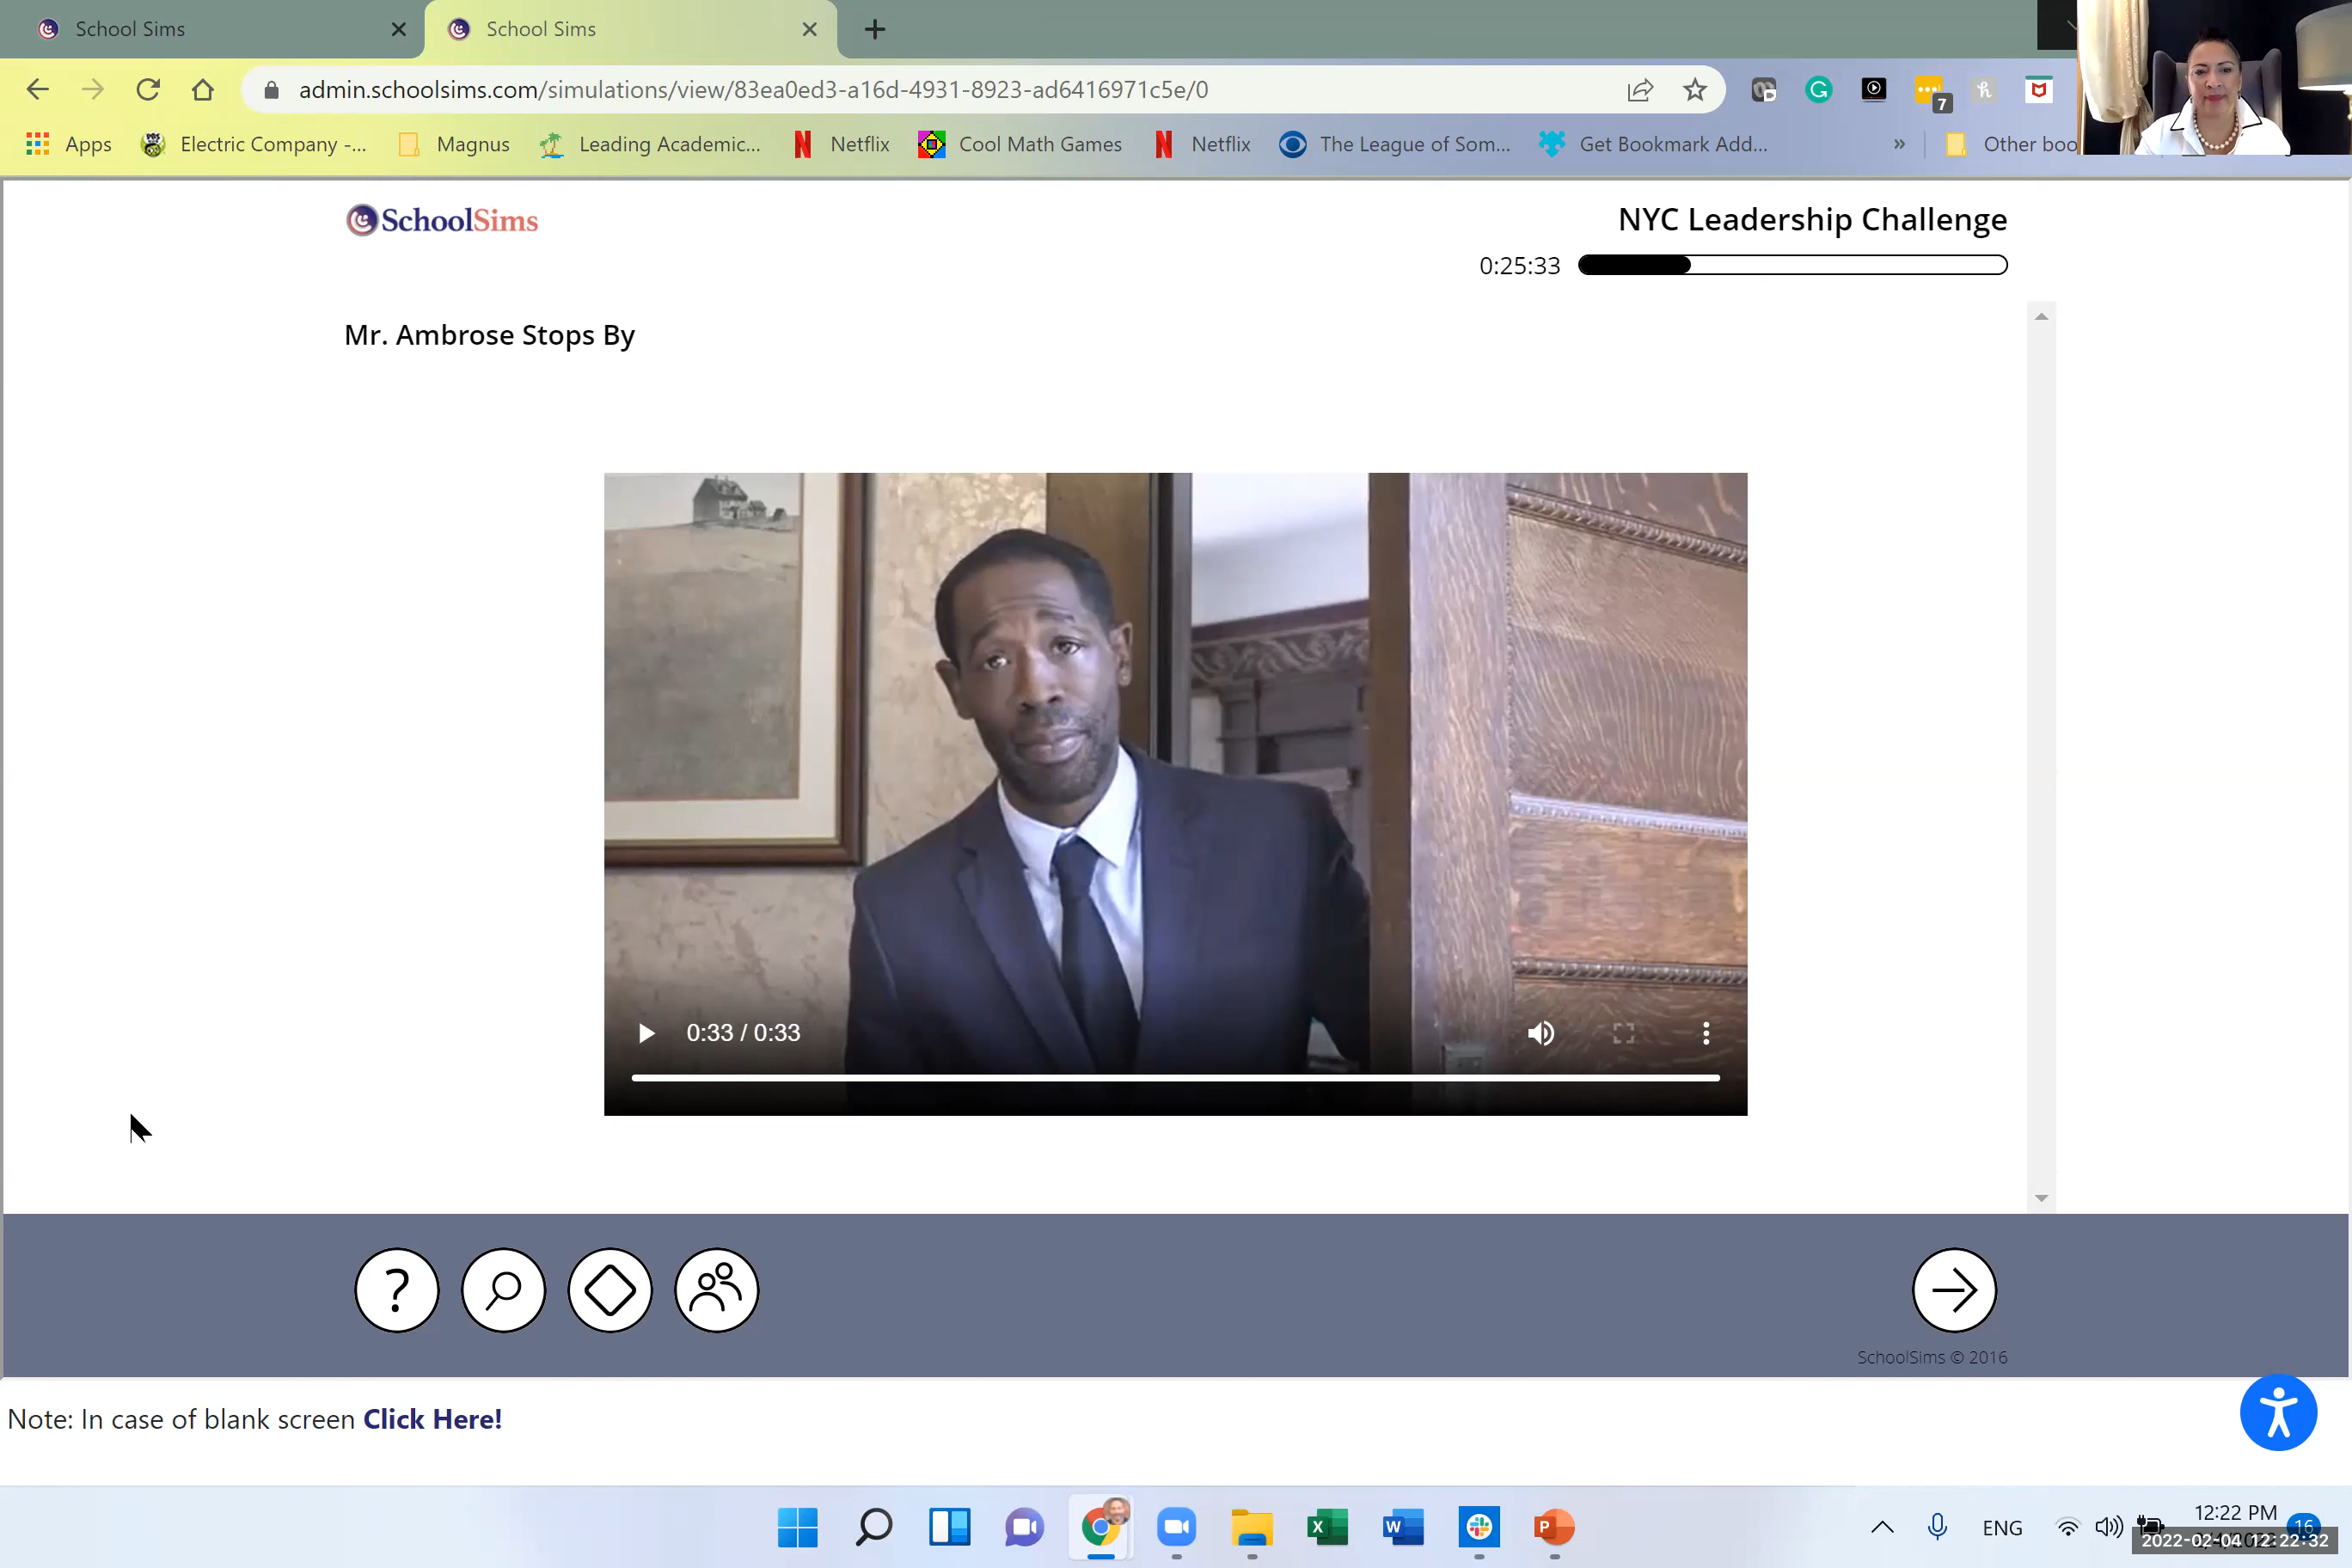 School Sims
School Sims
admin.schoolsims.com/simulations/view/83ea0ed3-a16d-4931-8923-ad6416971c5e/0
7
Apps
Electric Company -...
Magnus
Leading Academic...
Netflix
Cool Math Games
Netflix
The League of Som...
Get Bookmark Add...
»
Other boo
SchoolSims
NYC Leadership Challenge
0:25:33
Mr. Ambrose Stops By
0:33 / 0:33
?
SchoolSims © 2016
Note: In case of blank screen Click Here!
ENG
12:22 PM
16
2022-02-04 12:22:32